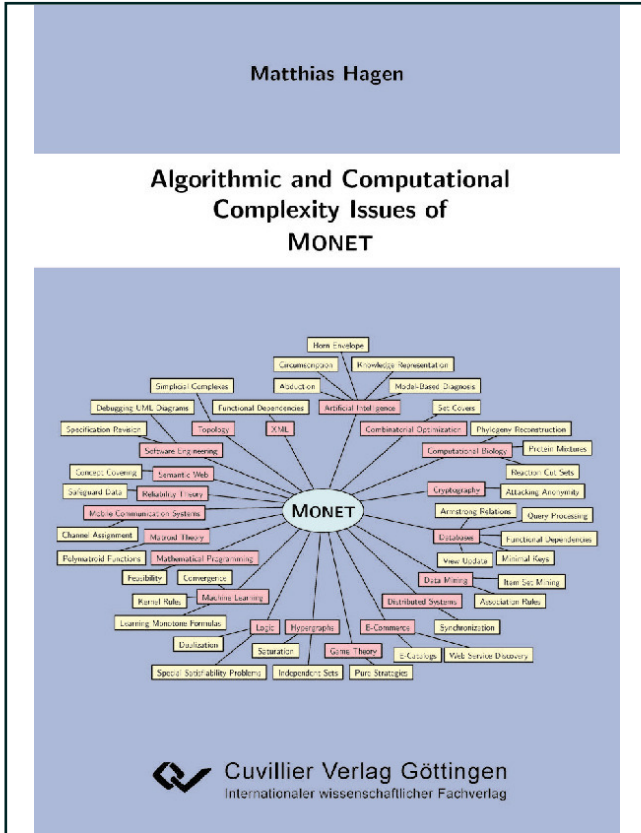 Matthias Hagen
Algorithmic and Computational
Complexity Issues of
MONET
Horn Envelope
Circumscription
Knowledge Representation
Abduction
Model-Based Diagnosis
Simplicial Complexes
Debugging UML Diagrams
Functional Dependencies
Artificial Intelligence
Set Covers
Specification Revision
Topology
XML
Combinatorial Optimization
Phylogeny Reconstruction
Software Engineering
Computational Biology
Protein Mixtures
Concept Covering
Semantic Web
Reaction Cut Sets
Safeguard Data
Reliability Theory
Cryptography
Attacking Anonymity
Mobile Communication Systems
MONET
Armstrong Relations
Query Processing
Channel Assignment
Matroid Theory
Databases
Functional Dependencies
Polymatroid Functions
Mathematical Programming
View Update
Minimal Keys
Feasibility
Convergence
Data Mining
Item Set Mining
Kernel Rules
Machine Learning
Distributed Systems
Association Rules
Learning Monotone Formulas
Logic
Hypergraphs
E-Commerce
Synchronization
Dualization
Saturation
Game Theory
E-Catalogs
Web Service Discovery
Special Satisfiability Problems
Independent Sets
Pure Strategies
Cuvillier Verlag Göttingen
Internationaler wissenschaftlicher Fachverlag